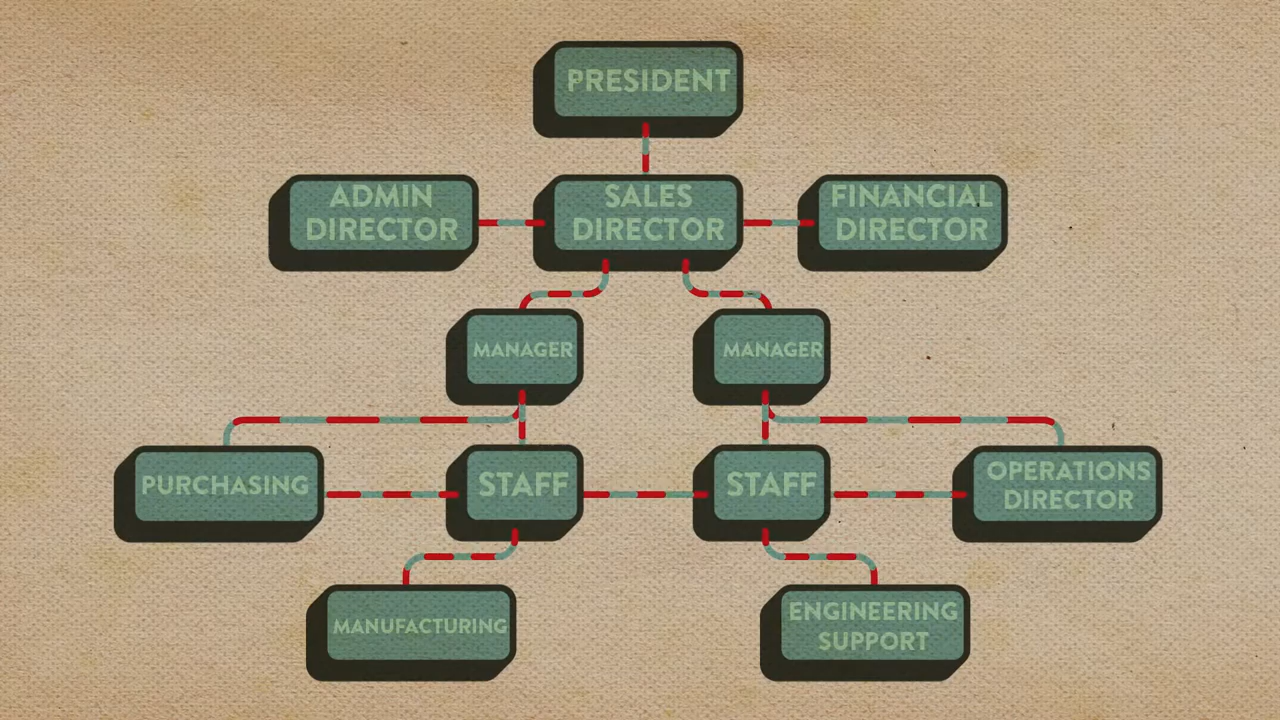 PRESIDENT
ADMIN
DIRECTOR
SALES
DIRECTOR
FINANCIAL
DIRECTOR
MANAGER
MANAGER
PURCHASING
STAFF
STAFF
OPERATIONS
DIRECTOR
MANUFACTURING
ENGINEERING
SUPPORT